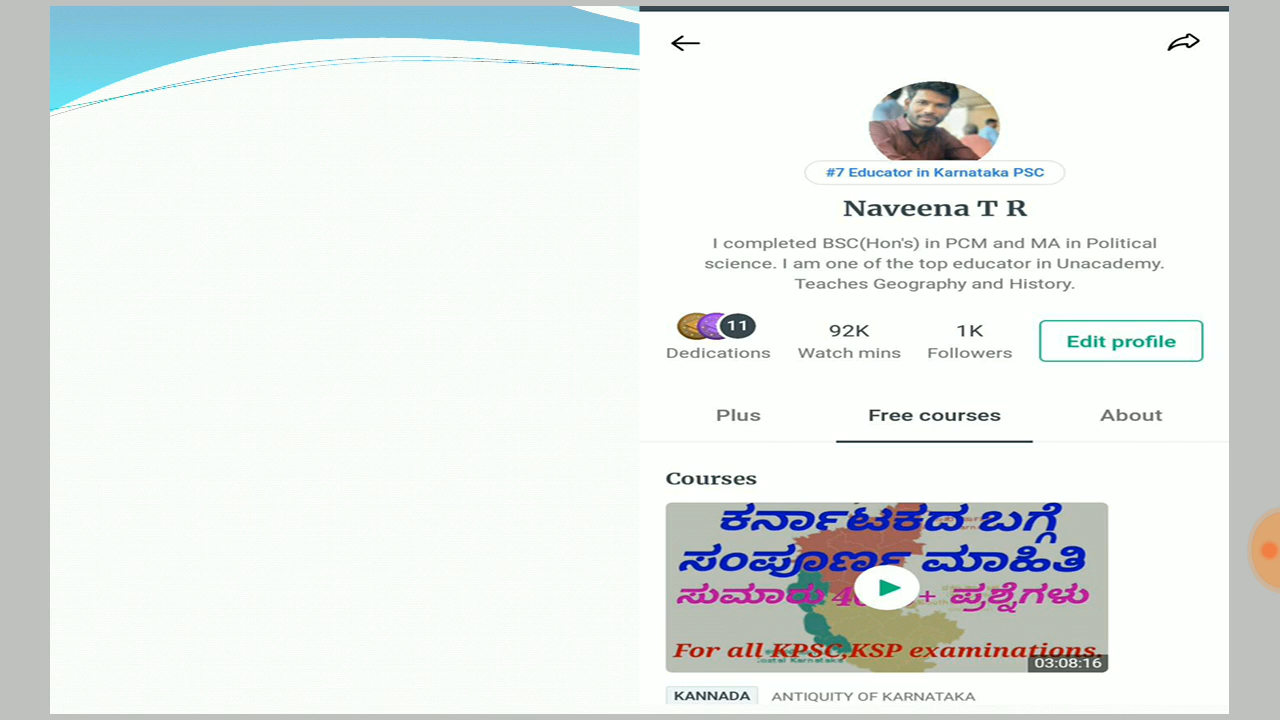 #7 Educator in Karnataka PSC
Naveena T R
I completed BSC(Hon's) in PCM and MA in Political
science. I am one of the top educator in Unacademy.
Teaches Geography and History.
11 92K 1K
Dedications Watch mins Followers
Edit profile
Plus Free courses About
Courses
ಕರ್ನಾಟಕದ ಬಗ್ಗೆ
ಸಂಪೂರ್ಣ ಮಾಹಿತಿ
ಸುಮಾರು + ಪ್ರಶ್ನೆಗಳು
For all KPSC,KSP examinations.
03:08:16
KANNADA ANTIQUITY OF KARNATAKA